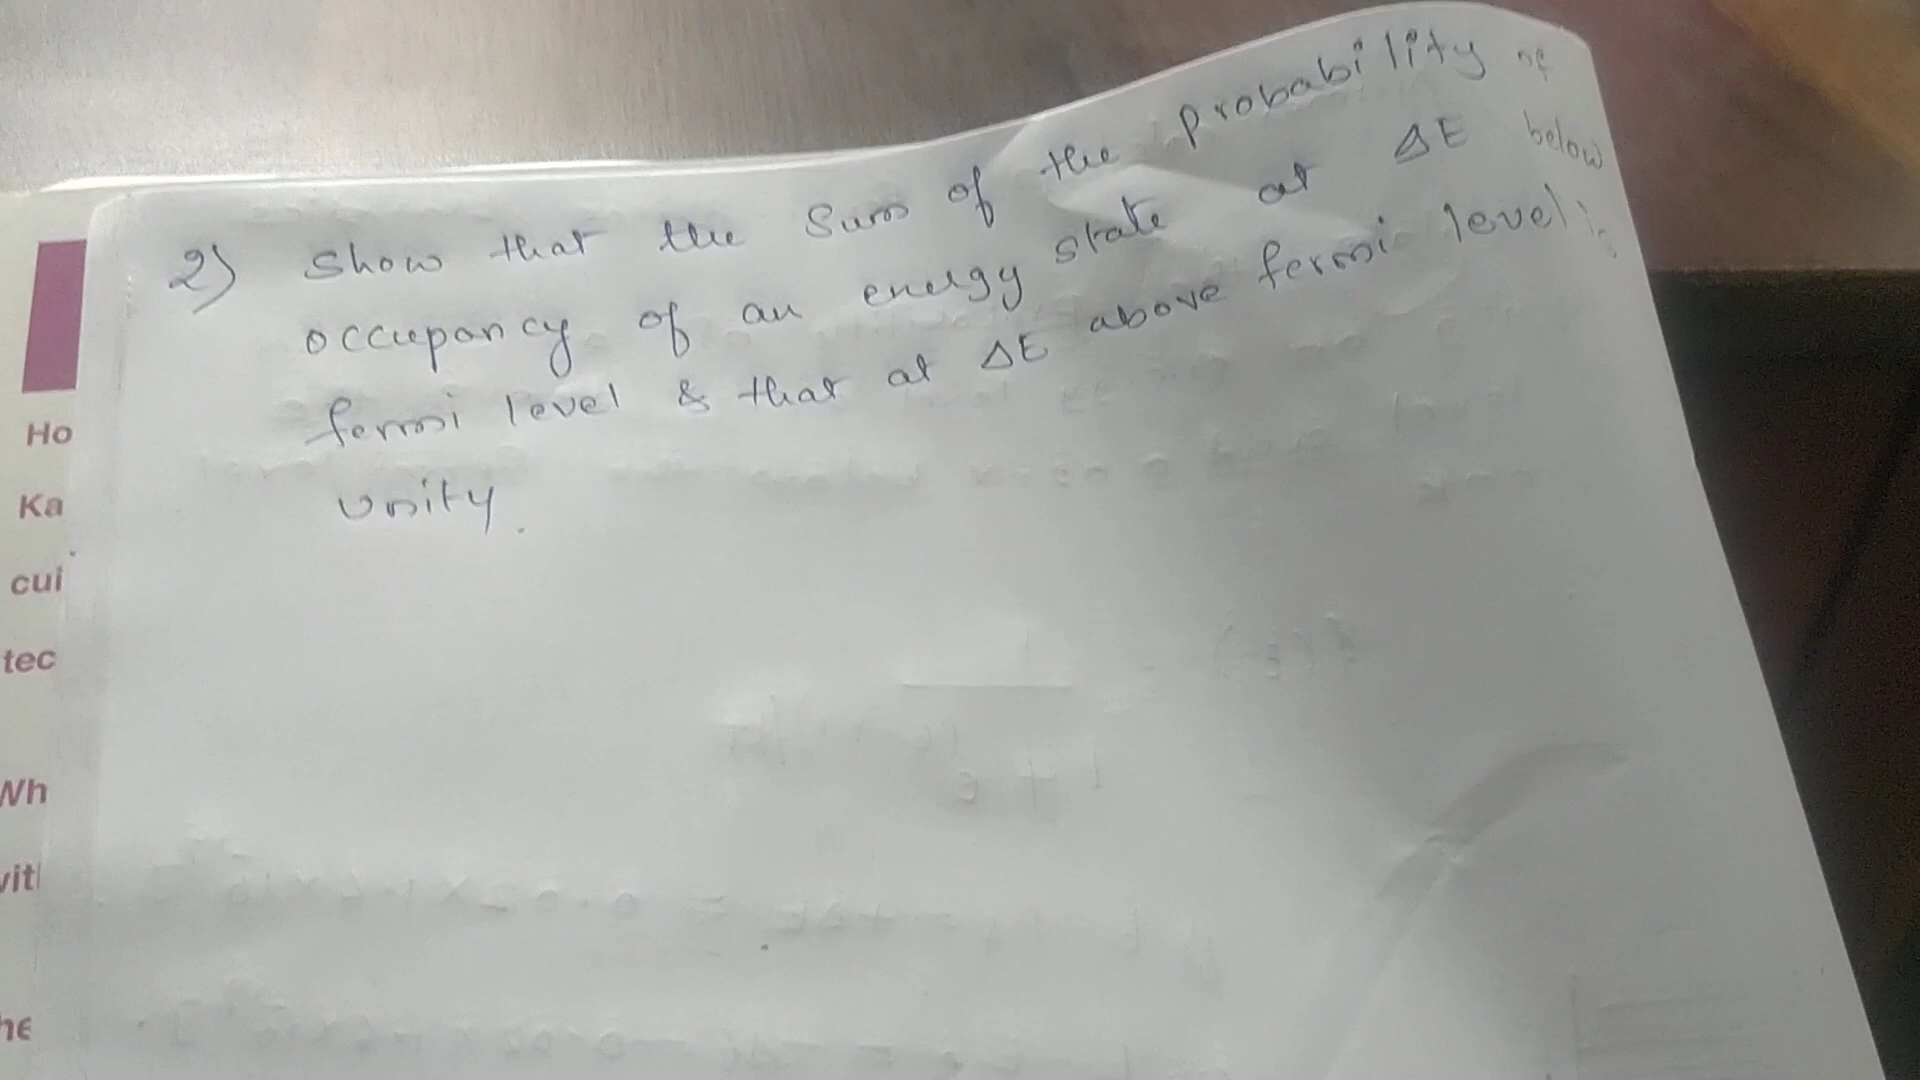 2) Show that the Sum of the probability of
occupancy of an energy state at ΔE below
fermi level & that at ΔE above fermi level is
unity.
Ho
Ka
cui
tec
Wh
wit
he